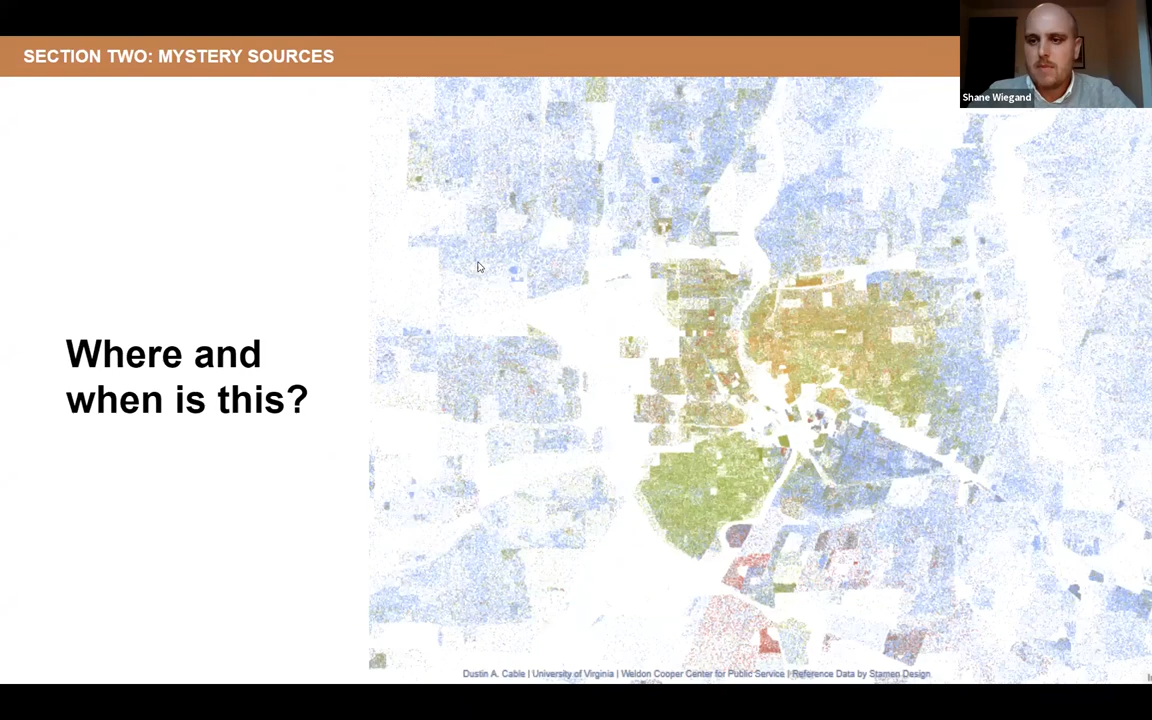 SECTION TWO: MYSTERY SOURCES
Shane Wiegand
Where and
when is this?
Dustin A. Cable | University of Virginia | Weldon Cooper Center for Public Service | Reference Data by Stamen Design